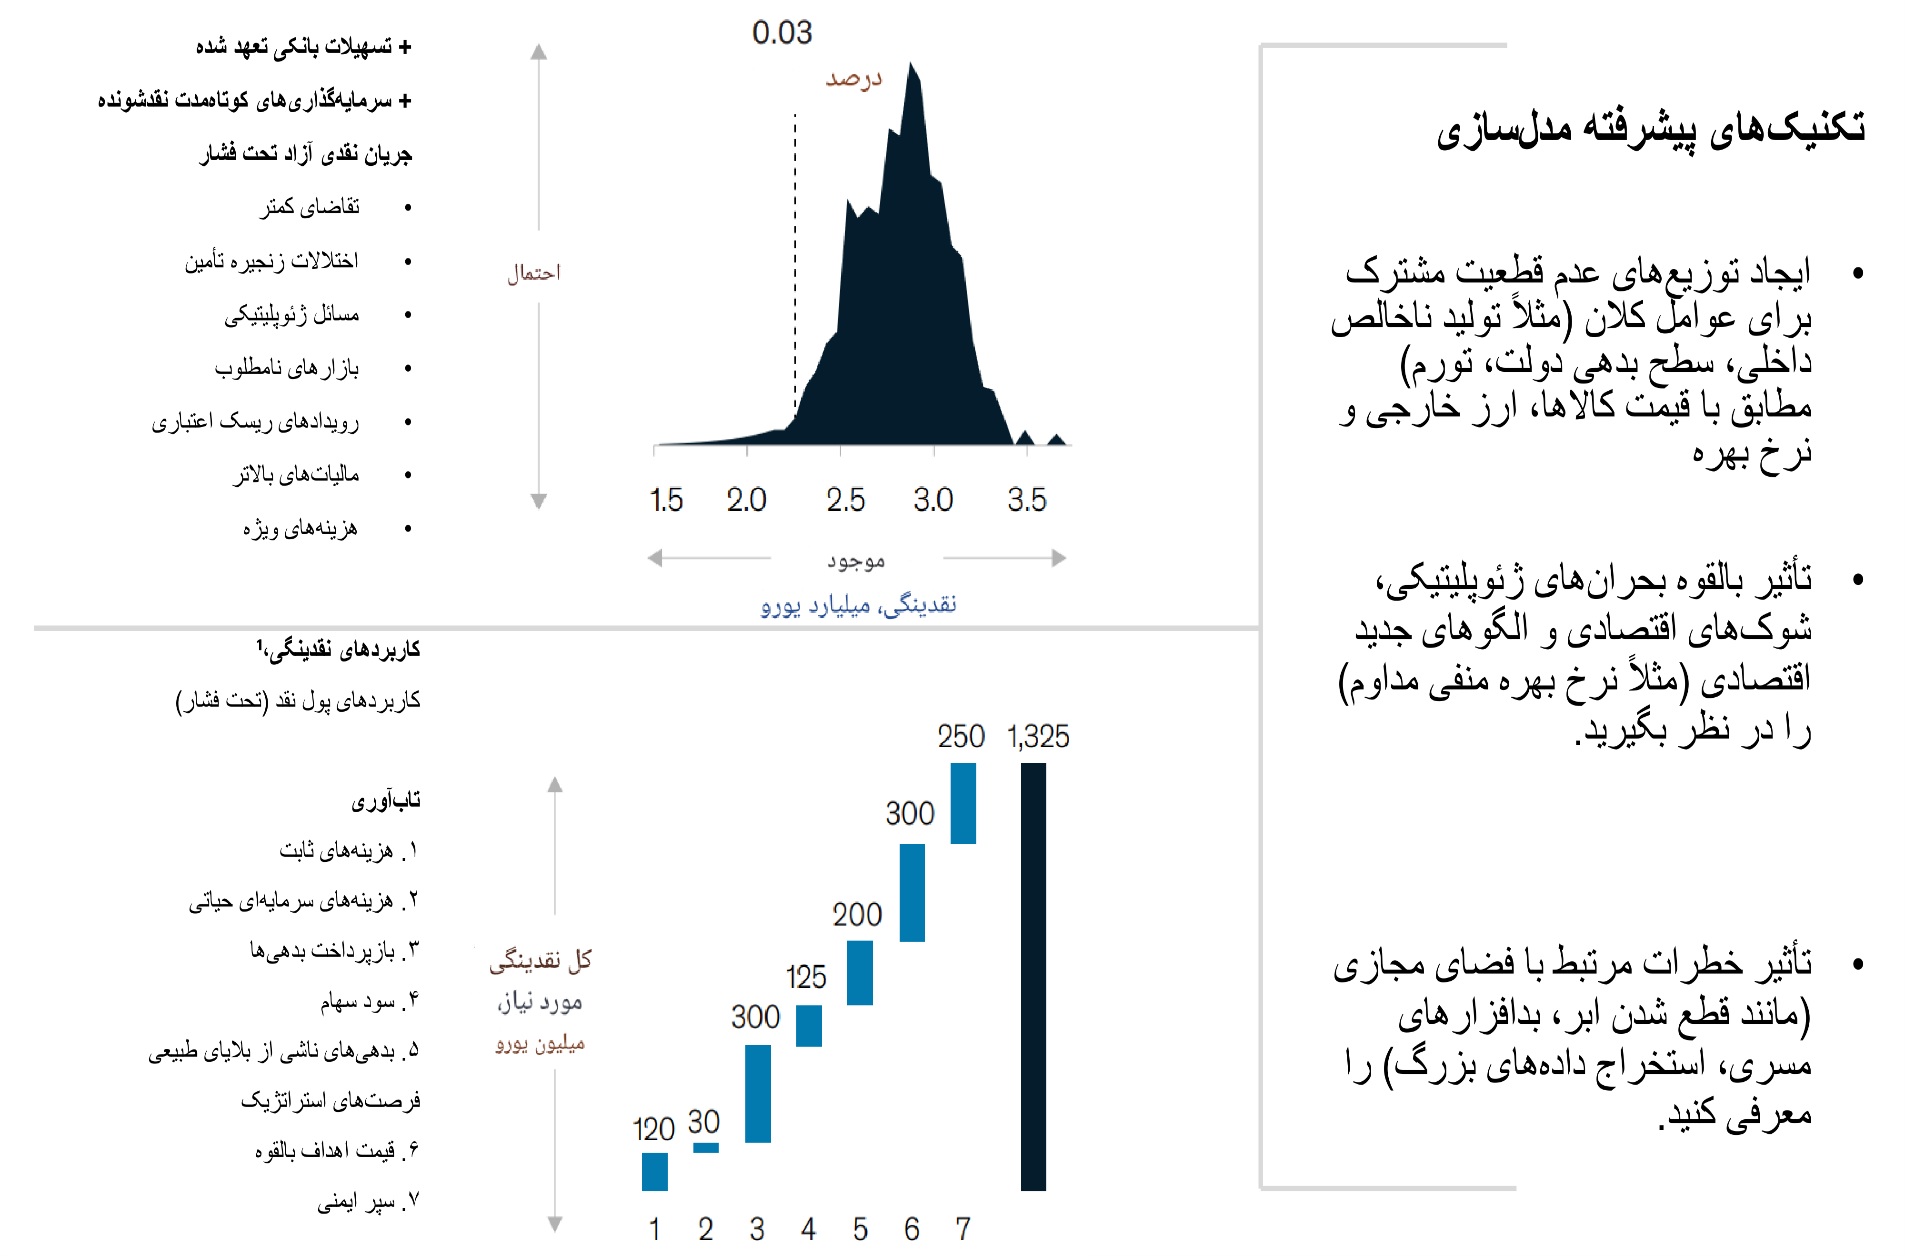 تکنیک‌های پیشرفته مدل‌سازی
• ایجاد توزیع‌های عدم قطعیت مشترک
برای عوامل کلان (مثلاً تولید ناخالص
داخلی، سطح بدهی دولت، تورم)
مطابق با قیمت کالاها، ارز خارجی و
نرخ بهره
• تأثیر بالقوه بحران‌های ژئوپلیتیکی،
شوک‌های اقتصادی و الگوهای جدید
اقتصادی (مثلاً نرخ بهره منفی مداوم)
را در نظر بگیرید.
• تأثیر خطرات مرتبط با فضای مجازی
(مانند قطع شدن ابر، بدافزارهای
مسری، استخراج داده‌های بزرگ) را
معرفی کنید.
0.03
درصد
احتمال
1.5 2.0 2.5 3.0 3.5
موجود
نقدینگی، میلیارد یورو
+ تسهیلات بانکی تعهد شده
+ سرمایه‌گذاری‌های کوتاه‌مدت نقدشونده
جریان نقدی آزاد تحت فشار
• تقاضای کمتر
• اختلالات زنجیره تأمین
• مسائل ژئوپلیتیکی
• بازارهای نامطلوب
• رویدادهای ریسک اعتباری
• مالیات‌های بالاتر
• هزینه‌های ویژه
250 1,325
300
200
125
300
30
120
1 2 3 4 5 6 7
کل نقدینگی
مورد نیاز،
میلیون یورو
کاربردهای نقدینگی،¹
کاربردهای پول نقد (تحت فشار)
تاب‌آوری
۱. هزینه‌های ثابت
۲. هزینه‌های سرمایه‌ای حیاتی
۳. بازپرداخت بدهی‌ها
۴. سود سهام
۵. بدهی‌های ناشی از بلایای طبیعی
فرصت‌های استراتژیک
۶. قیمت اهداف بالقوه
۷. سپر ایمنی